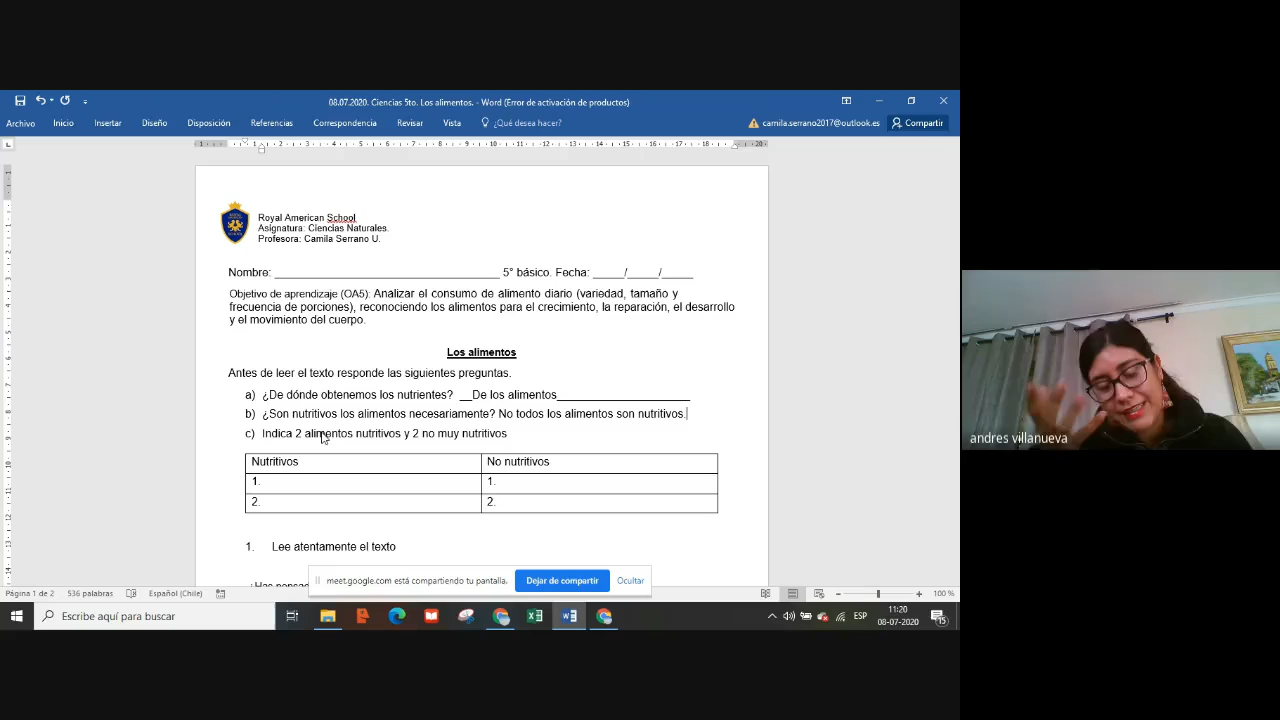 08.07.2020. Ciencias 5to. Los alimentos. - Word (Error de activación de productos)
Archivo Inicio Insertar Diseño Disposición Referencias Correspondencia Revisar Vista ¿Qué desea hacer? camila.serrano2017@outlook.es Compartir
Royal American School
Asignatura: Ciencias Naturales.
Profesora: Camila Serrano U.
Nombre: ____________________________________ 5° básico. Fecha: _____/_____/_____
Objetivo de aprendizaje (OA5): Analizar el consumo de alimento diario (variedad, tamaño y
frecuencia de porciones), reconociendo los alimentos para el crecimiento, la reparación, el desarrollo
y el movimiento del cuerpo.
Los alimentos
Antes de leer el texto responde las siguientes preguntas.
a) ¿De dónde obtenemos los nutrientes? __De los alimentos______________________
b) ¿Son nutritivos los alimentos necesariamente? No todos los alimentos son nutritivos.
c) Indica 2 alimentos nutritivos y 2 no muy nutritivos
Nutritivos No nutritivos
1. 1.
2. 2.
1. Lee atentamente el texto
meet.google.com está compartiendo tu pantalla. Dejar de compartir Ocultar
Página 1 de 2 536 palabras Español (Chile) 100 %
Escribe aquí para buscar
ESP
11:20
08-07-2020
andres villanueva